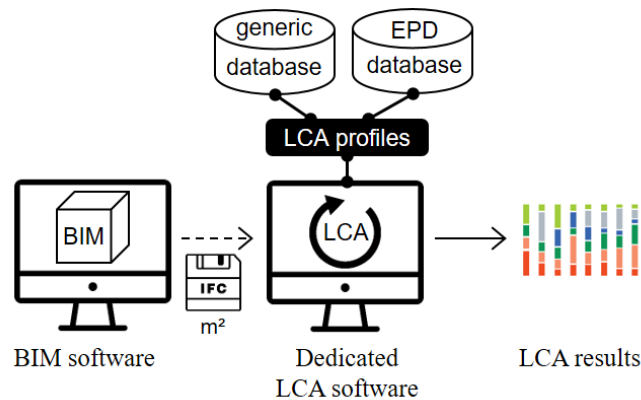 generic
database
EPD
database
LCA profiles
BIM
LCA
IFC
m²
BIM software
Dedicated
LCA software
LCA results